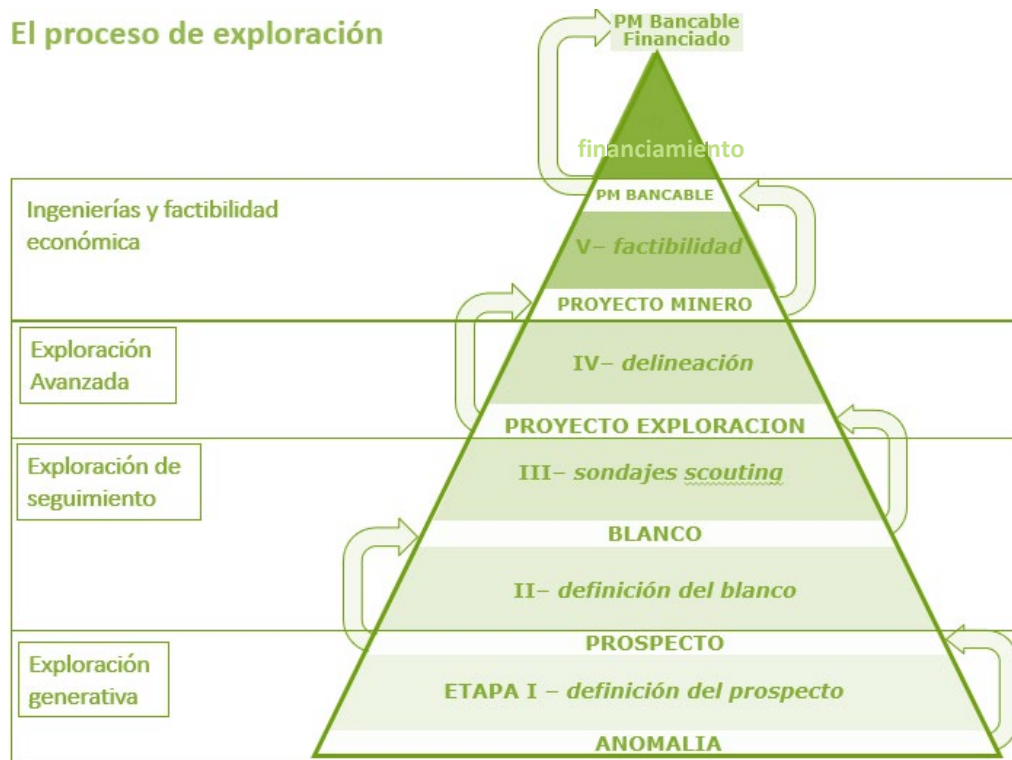 El proceso de exploración
PM Bancable
Financiado
financiamiento
Ingenierías y factibilidad
económica
PM BANCABLE
V– factibilidad
PROYECTO MINERO
Exploración
Avanzada
IV– delineación
PROYECTO EXPLORACION
Exploración de
seguimiento
III– sondajes scouting
BLANCO
II– definición del blanco
PROSPECTO
Exploración
generativa
ETAPA I – definición del prospecto
ANOMALIA